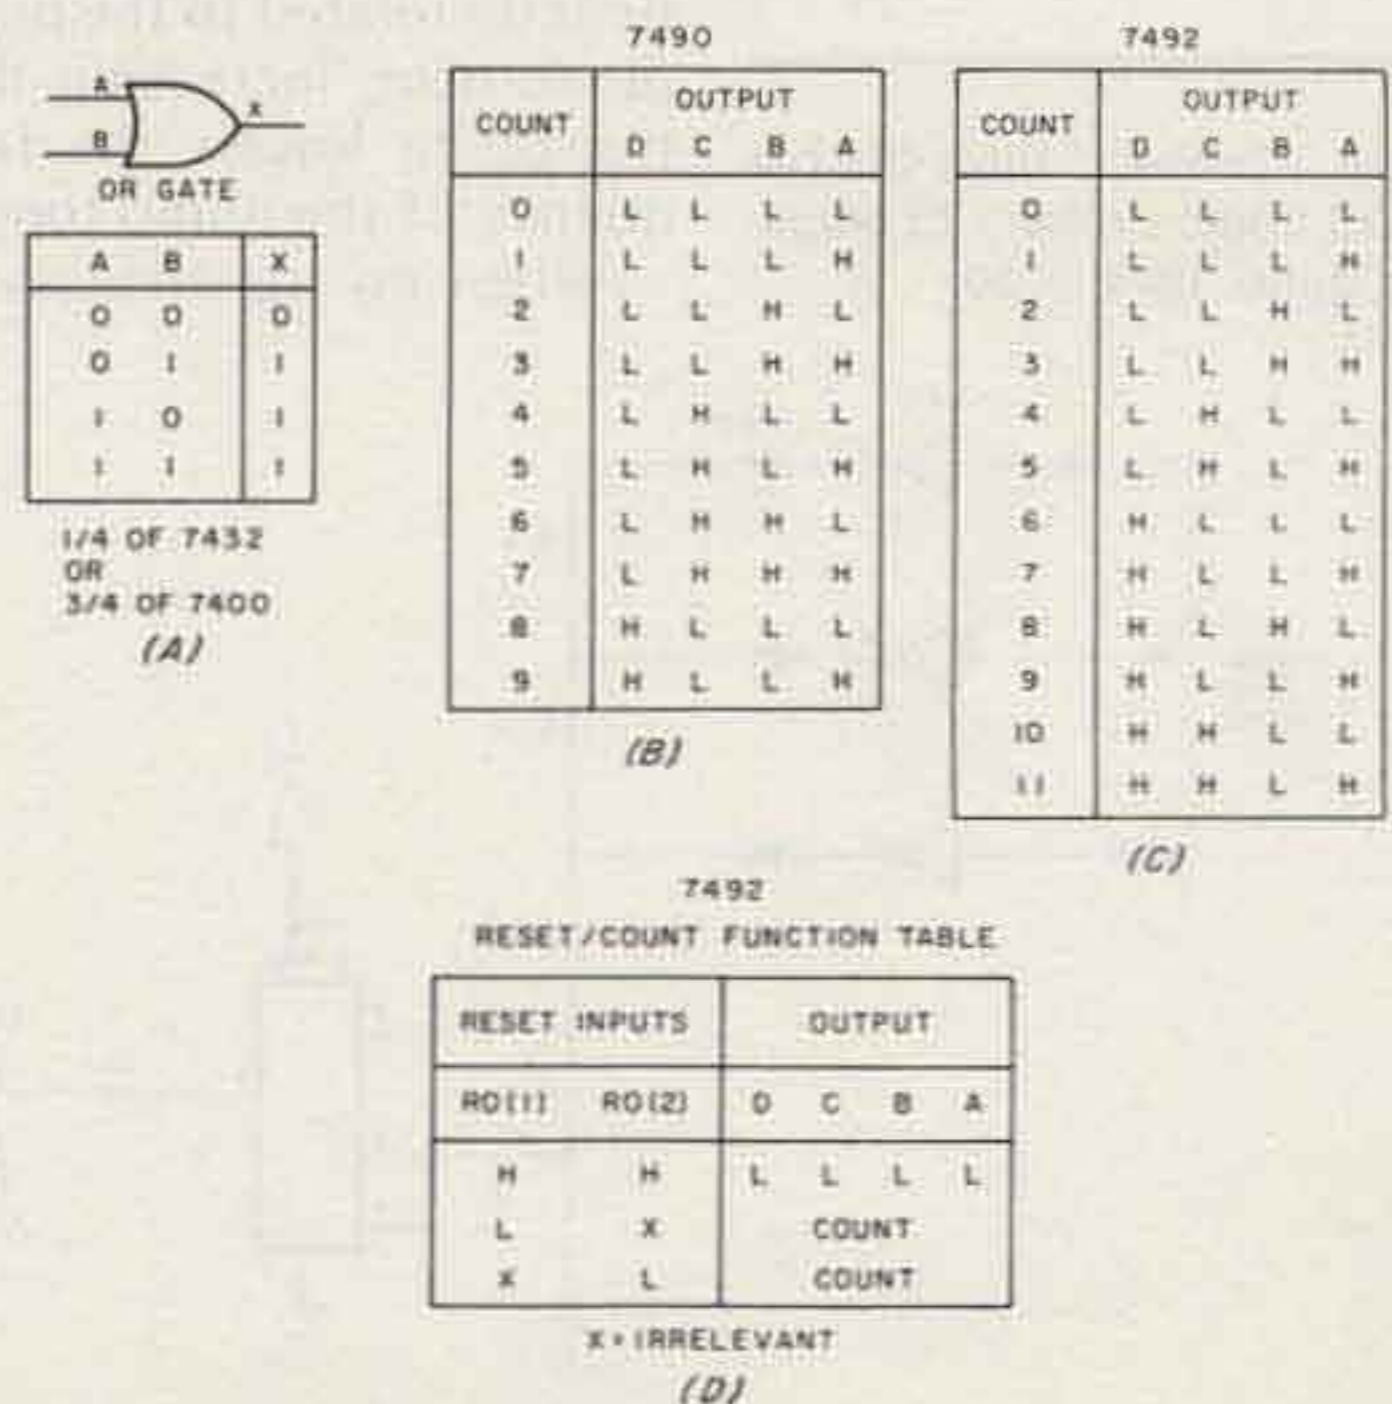 A
B
X
OR GATE
A B X
0 0 0
0 1 1
1 0 1
1 1 1
1/4 OF 7432
OR
3/4 OF 7400
(A)
7490
COUNT OUTPUT
D C B A
0 L L L L
1 L L L H
2 L L H L
3 L L H H
4 L H L L
5 L H L H
6 L H H L
7 L H H H
8 H L L L
9 H L L H
(B)
7492
COUNT OUTPUT
D C B A
0 L L L L
1 L L L H
2 L L H L
3 L L H H
4 L H L L
5 L H L H
6 H L L L
7 H L L H
8 H L H L
9 H L L H
10 H H L L
11 H H L H
(C)
7492
RESET/COUNT FUNCTION TABLE
RESET INPUTS OUTPUT
RO(1) RO(2) D C B A
H H L L L L
L X COUNT
X L COUNT
X = IRRELEVANT
(D)